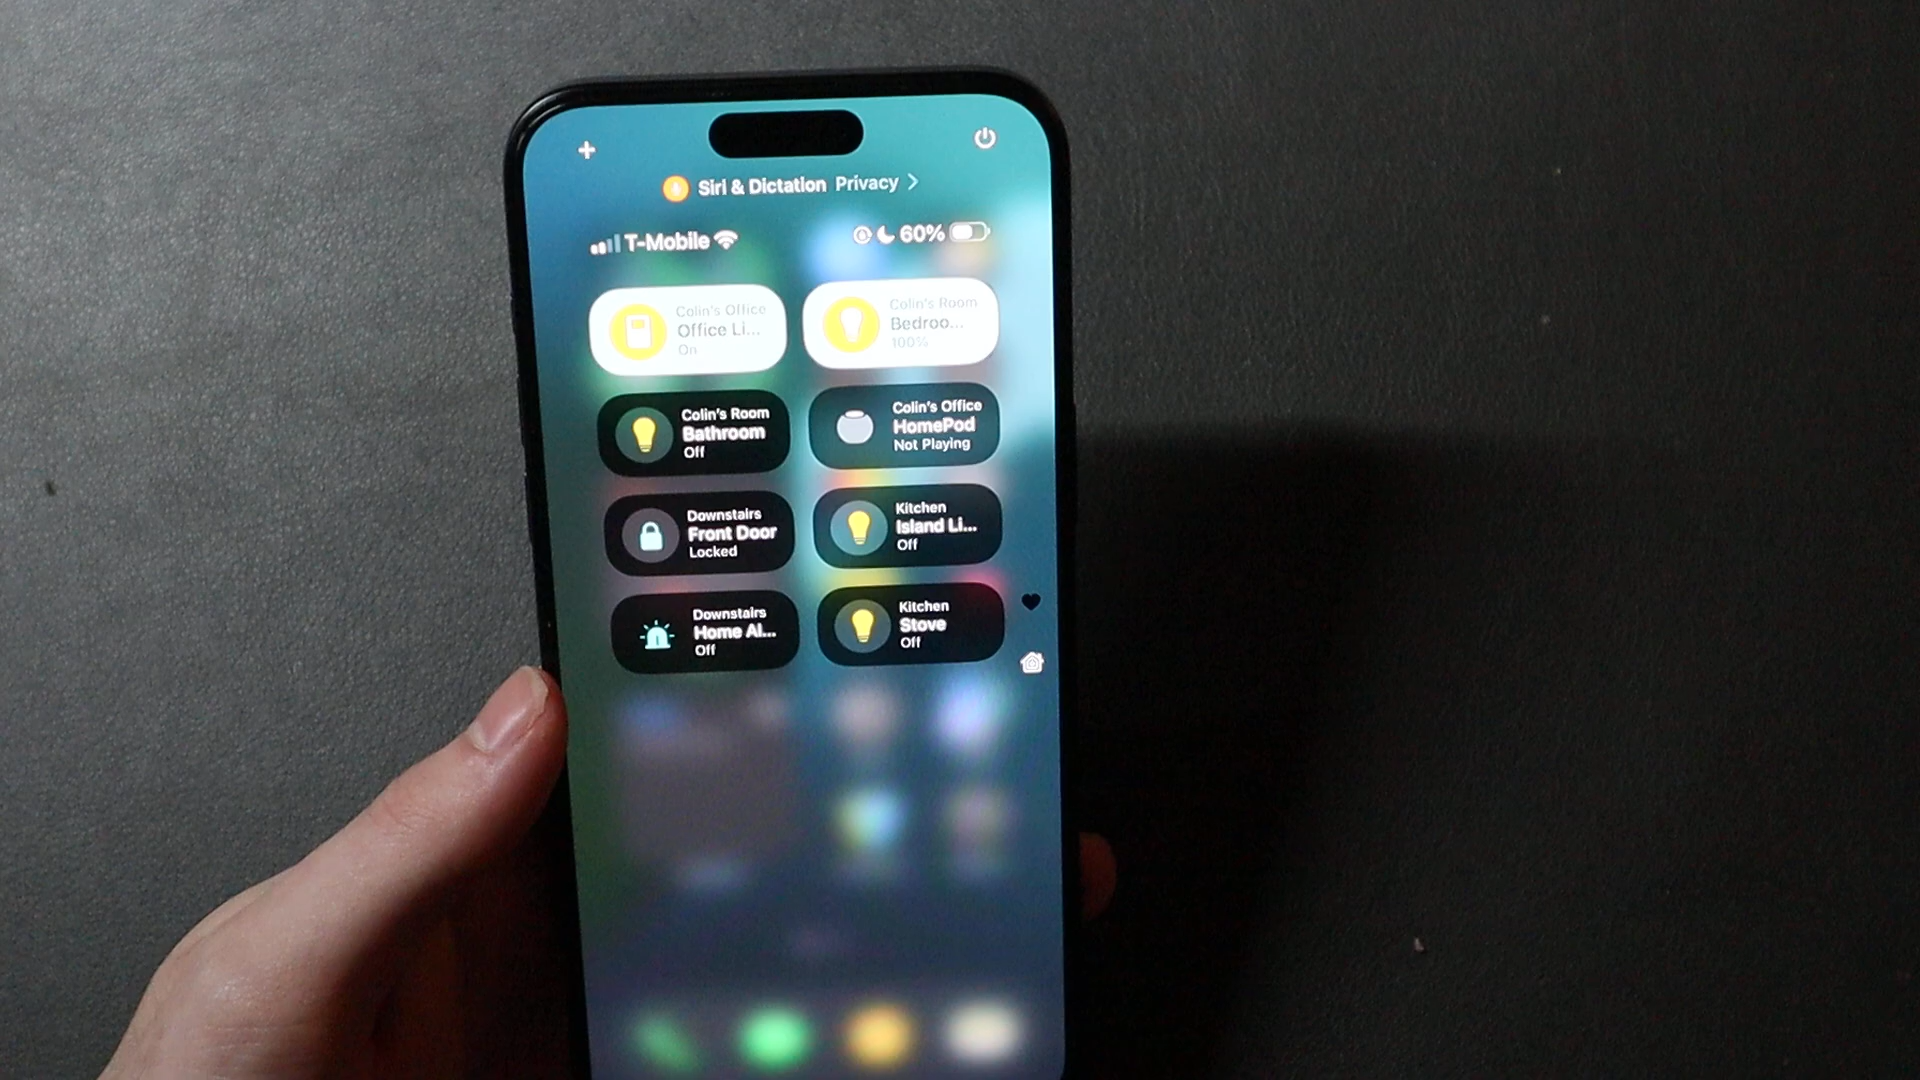 Siri & Dictation Privacy
T-Mobile 60%
Colin's Office
Office Li...
On
Colin's Room
Bedroo...
100%
Colin's Room
Bathroom
Off
Colin's Office
HomePod
Not Playing
Downstairs
Front Door
Locked
Kitchen
Island Li...
Off
Downstairs
Home Al...
Off
Kitchen
Stove
Off